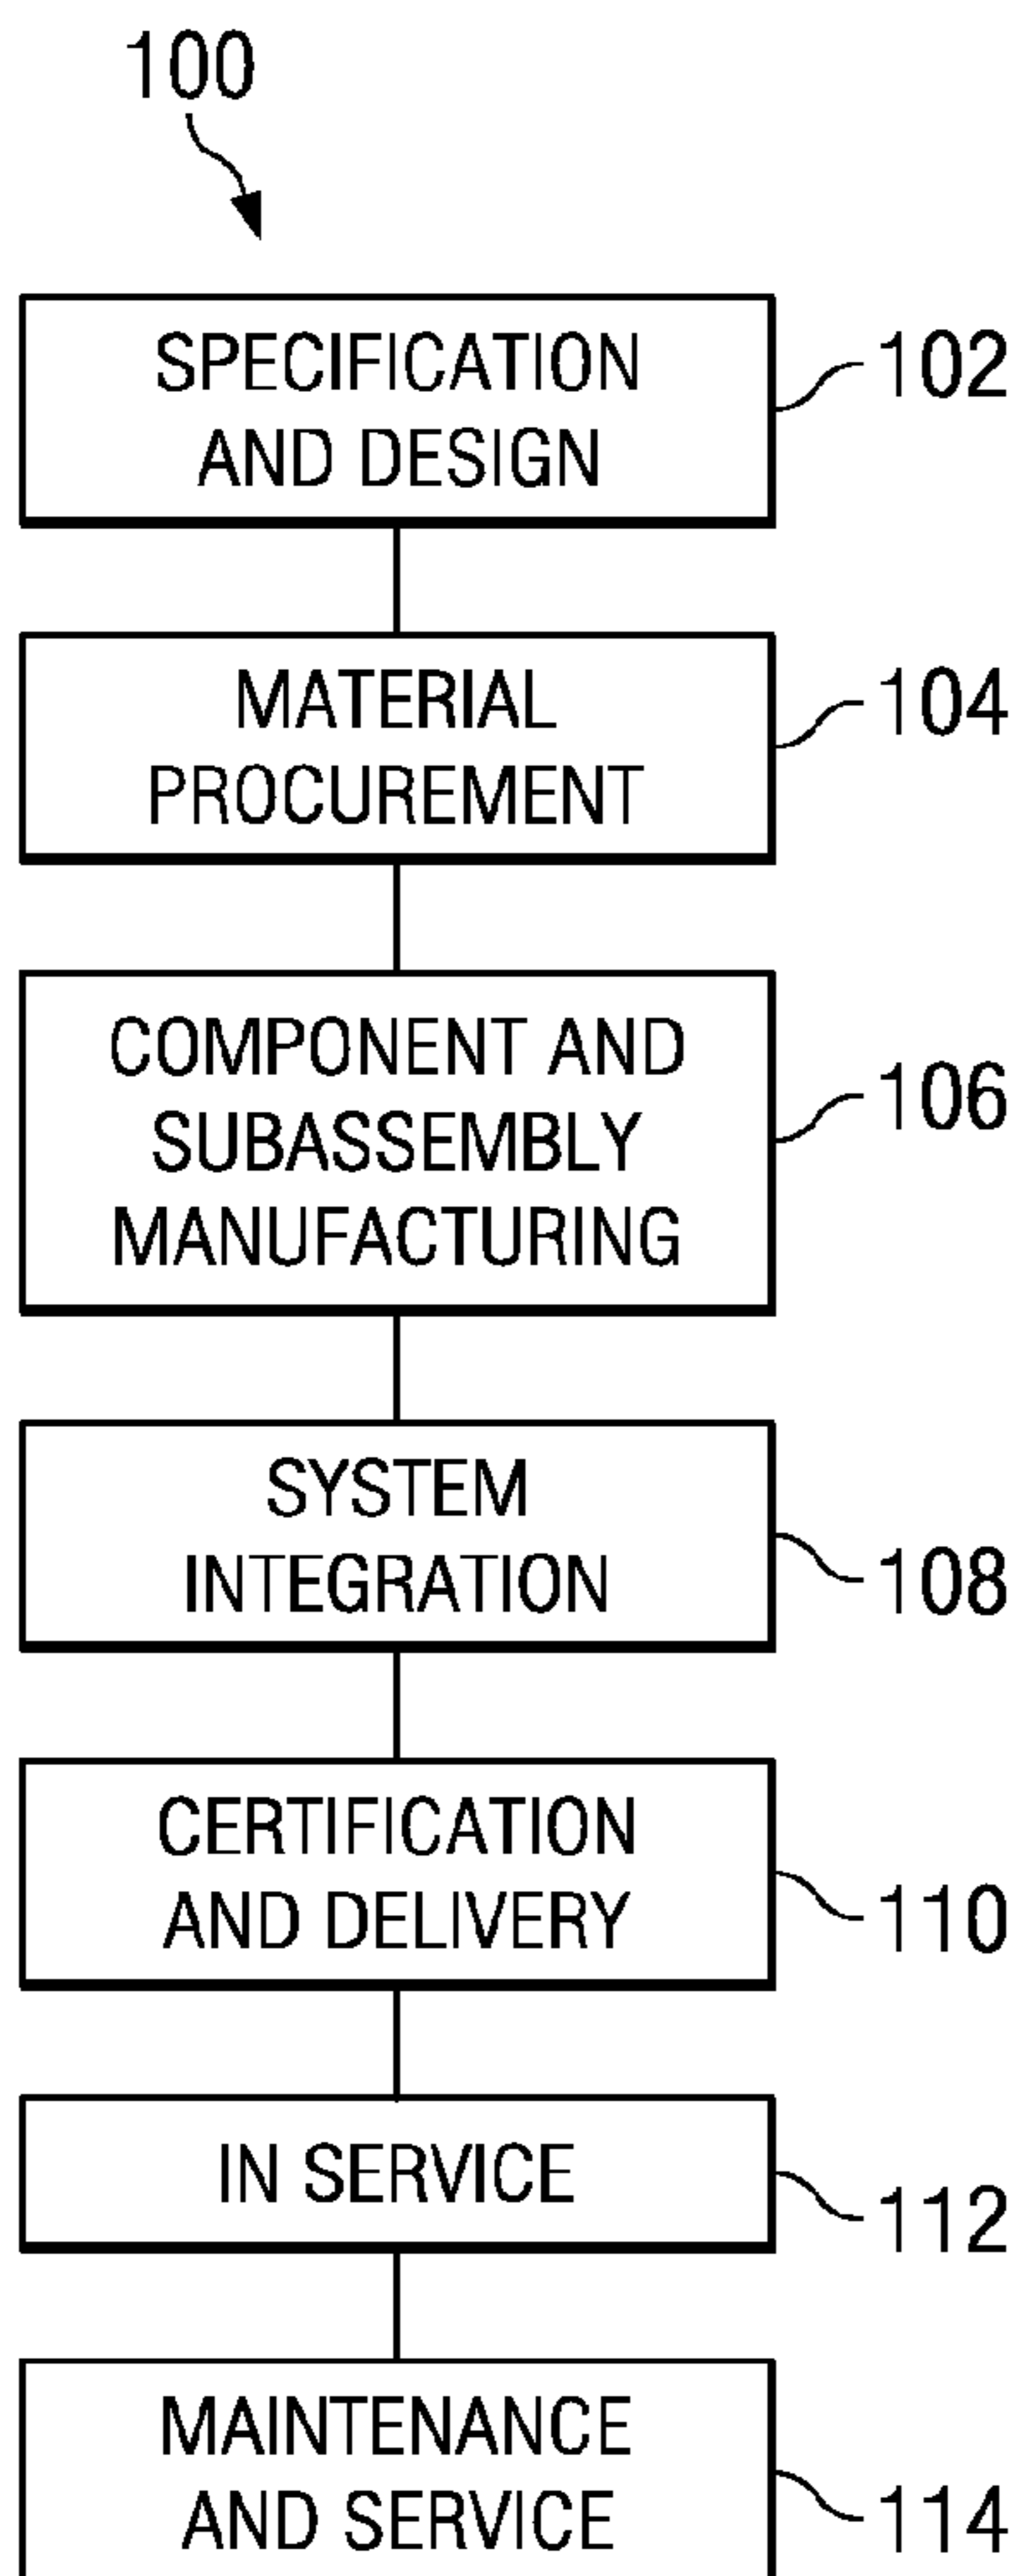 100
SPECIFICATION
AND DESIGN
102
MATERIAL
PROCUREMENT
104
COMPONENT AND
SUBASSEMBLY
MANUFACTURING
106
SYSTEM
INTEGRATION
108
CERTIFICATION
AND DELIVERY
110
IN SERVICE
112
MAINTENANCE
AND SERVICE
114